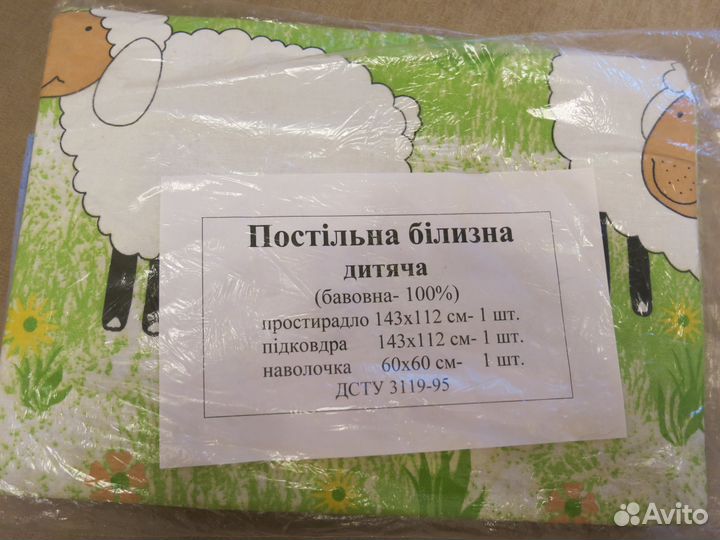 Постільна білизна
дитяча
(бавовна- 100%)
простирадло 143х112 см- 1 шт.
підковдра 143х112 см- 1 шт.
наволочка 60х60 см- 1 шт.
ДСТУ 3119-95
Avito